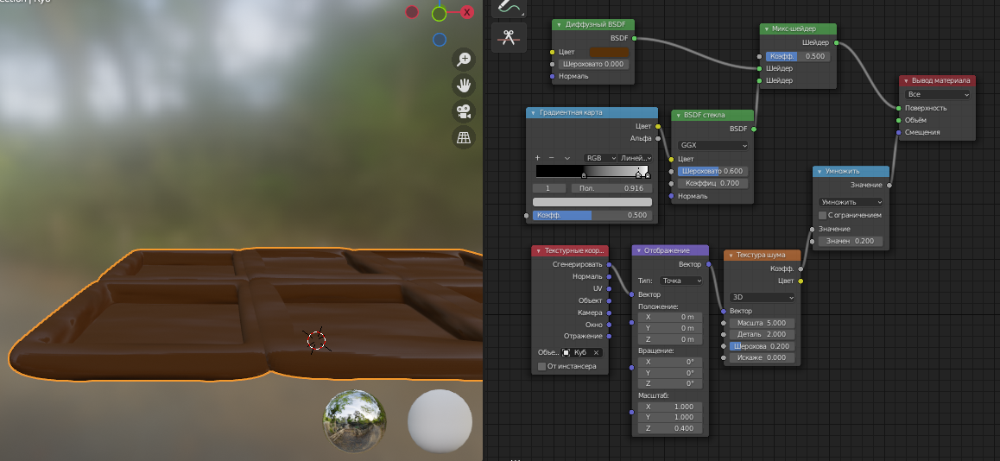 X
Диффузный BSDF
BSDF
Цвет
Шероховато 0.000
Нормаль
Микс-шейдер
Шейдер
Коэфф. 0.500
Шейдер
Шейдер
Вывод материала
Все
Поверхность
Объём
Смещения
Градиентная карта
Цвет
Альфа
+ − RGB Линей..
1 Пол. 0.916
Коэфф. 0.500
BSDF стекла
BSDF
GGX
Цвет
Шероховато 0.600
Коэффиц 0.700
Нормаль
Умножить
Значение
Умножить
С ограничением
Значение
Значен 0.200
Текстурные коор...
Сгенерировать
Нормаль
UV
Объект
Камера
Окно
Отражение
Объе.. Куб
От инстансера
Отображение
Вектор
Тип: Точка
Вектор
Положение:
X 0 m
Y 0 m
Z 0 m
Вращение:
X 0°
Y 0°
Z 0°
Масштаб:
X 1.000
Y 1.000
Z 0.400
Текстура шума
Коэфф.
Цвет
3D
Вектор
Масшта 5.000
Деталь 2.000
Шерохова 0.200
Искаже 0.000